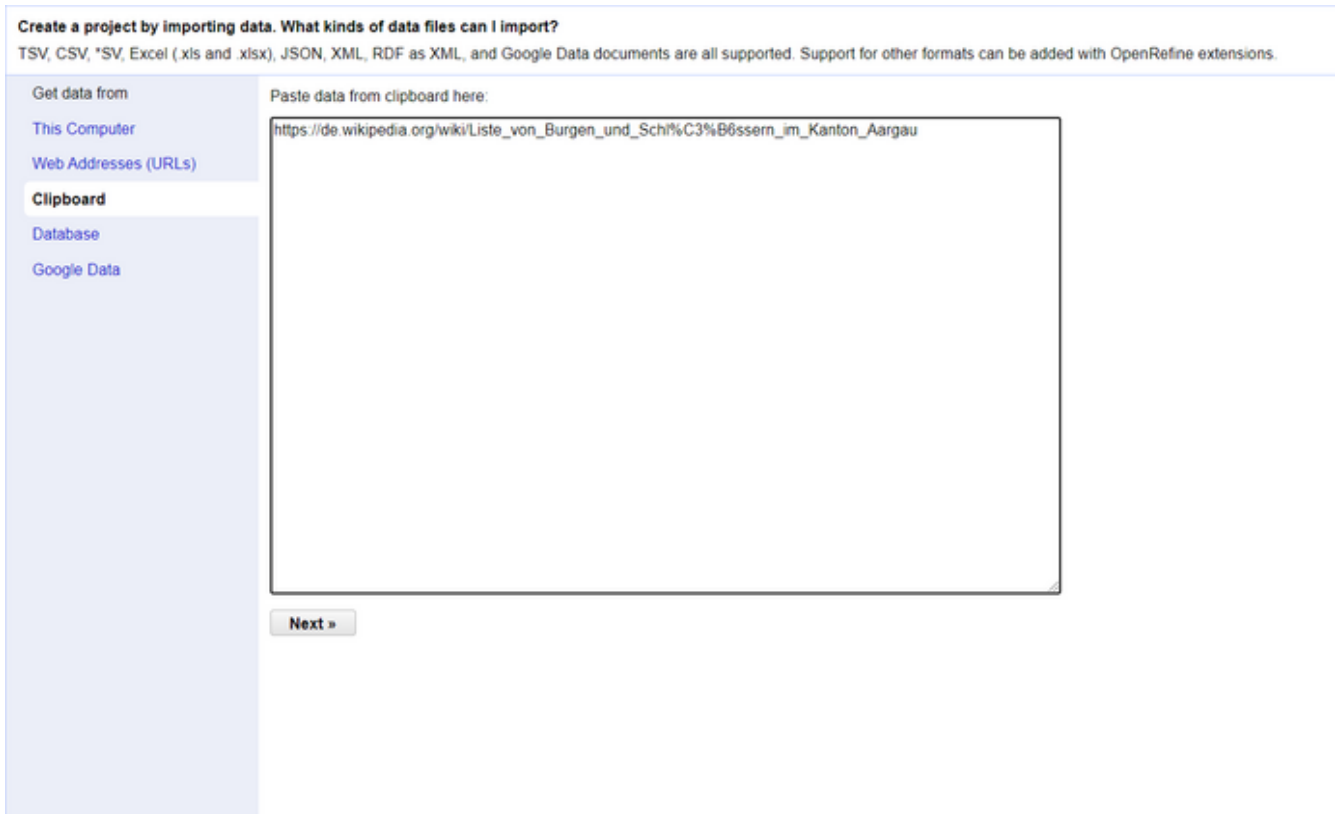 Create a project by importing data. What kinds of data files can I import?
TSV, CSV, *SV, Excel (.xls and .xlsx), JSON, XML, RDF as XML, and Google Data documents are all supported. Support for other formats can be added with OpenRefine extensions.
Get data from
This Computer
Web Addresses (URLs)
Clipboard
Database
Google Data
Paste data from clipboard here:
https://de.wikipedia.org/wiki/Liste_von_Burgen_und_Schl%C3%B6ssern_im_Kanton_Aargau
Next »